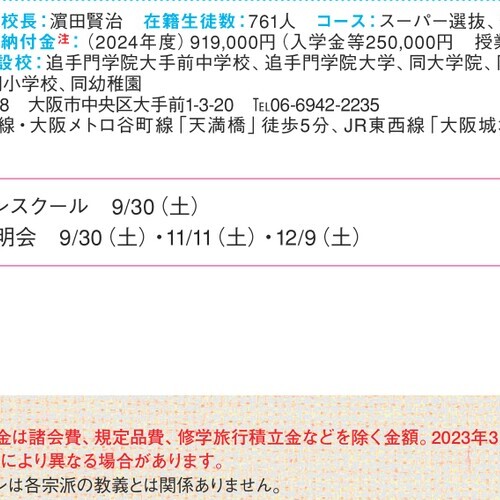 校長：濵田賢治　在籍生徒数：761人　コース：スーパー選抜、
納付金注：（2024年度）919,000円（入学金等250,000円　授業
設校：追手門学院大手前中学校、追手門学院大学、同大学院、
小学校、同幼稚園
8　大阪市中央区大手前1-3-20　℡06-6942-2235
線・大阪メトロ谷町線「天満橋」徒歩5分、JR東西線「大阪城
スクール　9/30（土）
明会　9/30（土）・11/11（土）・12/9（土）
金は諸会費、規定品費、修学旅行積立金などを除く金額。2023年3
により異なる場合があります。
は各宗派の教義とは関係ありません。